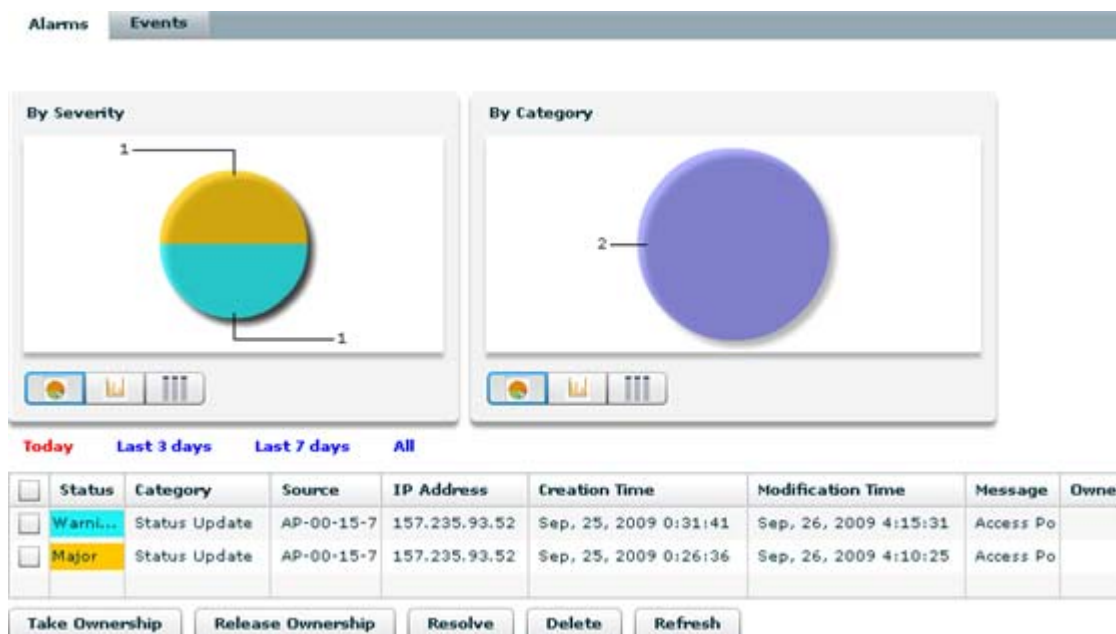 Alarms Events
By Severity
1
1
By Category
2
Today Last 3 days Last 7 days All
Status Category Source IP Address Creation Time Modification Time Message Owne
Warni... Status Update AP-00-15-7 157.235.93.52 Sep, 25, 2009 0:31:41 Sep, 26, 2009 4:15:31 Access Po
Major Status Update AP-00-15-7 157.235.93.52 Sep, 25, 2009 0:26:36 Sep, 26, 2009 4:10:25 Access Po
Take Ownership Release Ownership Resolve Delete Refresh